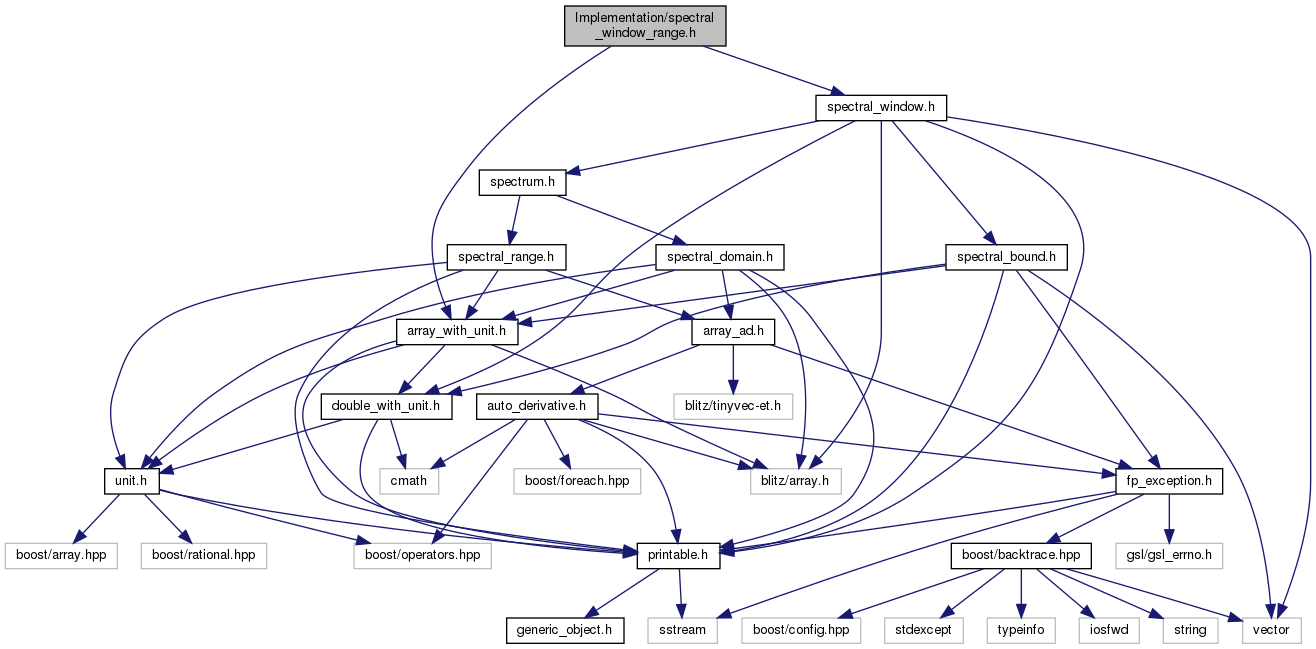 Implementation/spectral
_window_range.h
spectral_window.h
spectrum.h
spectral_range.h
spectral_domain.h
spectral_bound.h
array_with_unit.h
array_ad.h
double_with_unit.h
auto_derivative.h
blitz/tinyvec-et.h
unit.h
cmath
boost/foreach.hpp
blitz/array.h
fp_exception.h
boost/array.hpp
boost/rational.hpp
boost/operators.hpp
printable.h
boost/backtrace.hpp
gsl/gsl_errno.h
generic_object.h
sstream
boost/config.hpp
stdexcept
typeinfo
iosfwd
string
vector